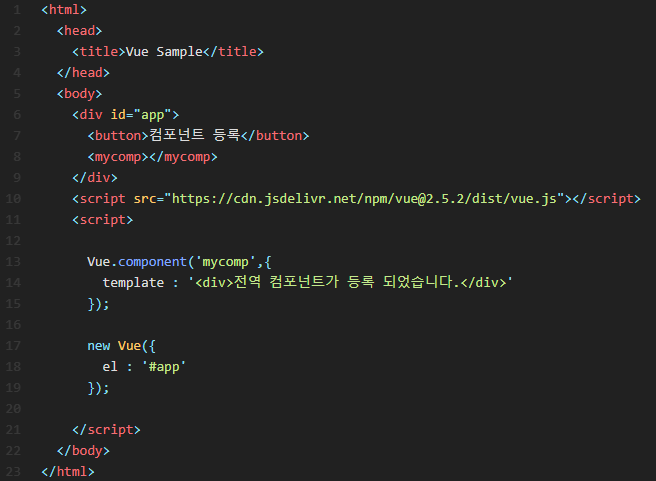 1 <html>
2 <head>
3 <title>Vue Sample</title>
4 </head>
5 <body>
6 <div id="app">
7 <button>컴포넌트 등록</button>
8 <mycomp></mycomp>
9 </div>
10 <script src="https://cdn.jsdelivr.net/npm/vue@2.5.2/dist/vue.js"></script>
11 <script>
12
13 Vue.component('mycomp',{
14 template : '<div>전역 컴포넌트가 등록 되었습니다.</div>'
15 });
16
17 new Vue({
18 el : '#app'
19 });
20
21 </script>
22 </body>
23 </html>